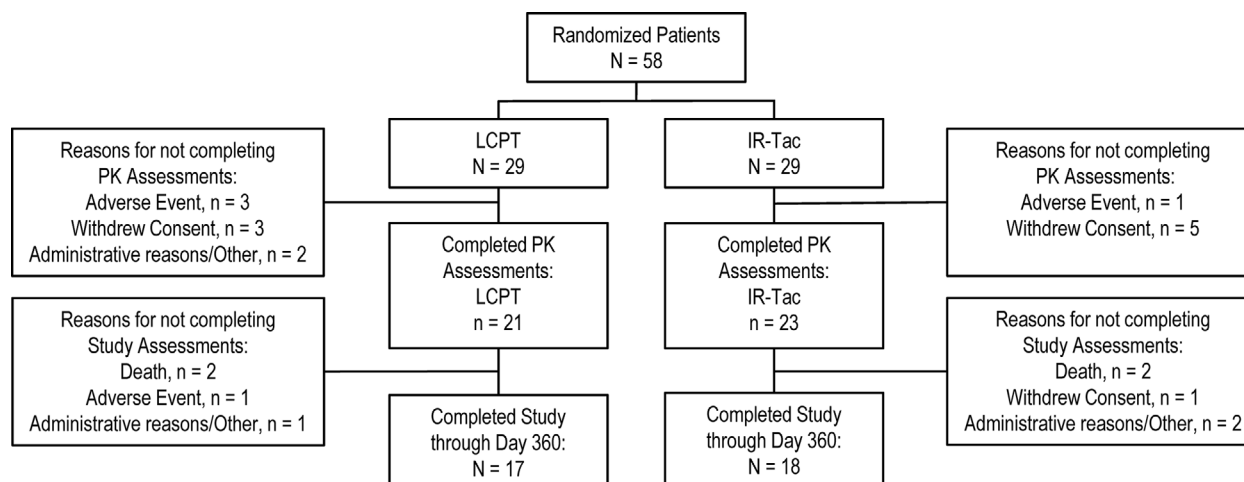 Randomized Patients
N = 58
LCPT
N = 29
IR-Tac
N = 29
Reasons for not completing
PK Assessments:
Adverse Event, n = 3
Withdrew Consent, n = 3
Administrative reasons/Other, n = 2
Reasons for not completing
PK Assessments:
Adverse Event, n = 1
Withdrew Consent, n = 5
Completed PK
Assessments:
LCPT
n = 21
Completed PK
Assessments:
IR-Tac
n = 23
Reasons for not completing
Study Assessments:
Death, n = 2
Adverse Event, n = 1
Administrative reasons/Other, n = 1
Reasons for not completing
Study Assessments:
Death, n = 2
Withdrew Consent, n = 1
Administrative reasons/Other, n = 2
Completed Study
through Day 360:
N = 17
Completed Study
through Day 360:
N = 18